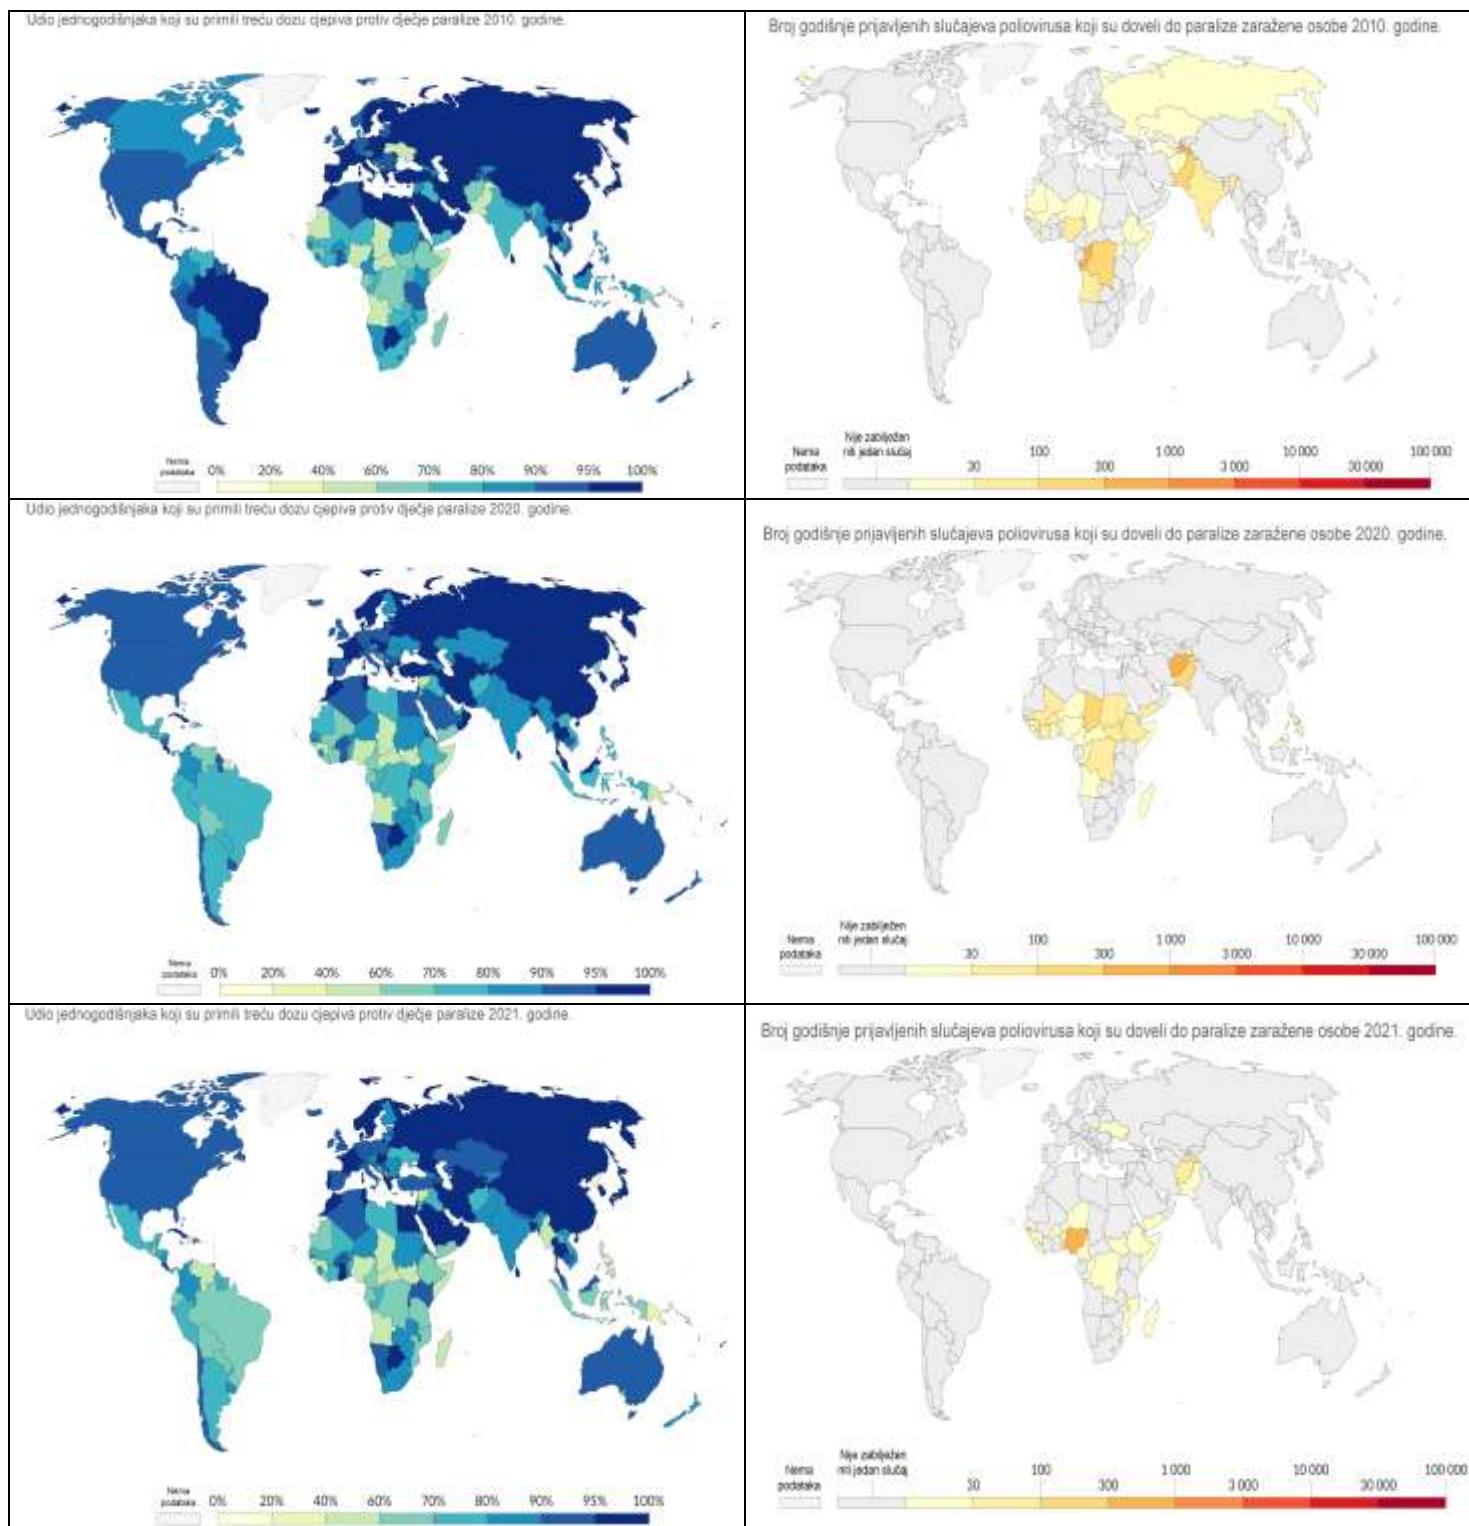 Udio jednogodišnjaka koji su primili treću dozu cjepiva protiv dječje paralize 2010. godine.
Nema
podataka
0% 20% 40% 60% 70% 80% 90% 95% 100%
Broj godišnje prijavljenih slučajeva poliovirusa koji su doveli do paralize zaražene osobe 2010. godine.
Nema
podataka
Nije zabilježen
niti jedan slučaj
30 100 300 1 000 3 000 10 000 30 000 100 000
Udio jednogodišnjaka koji su primili treću dozu cjepiva protiv dječje paralize 2020. godine.
Nema
podataka
0% 20% 40% 60% 70% 80% 90% 95% 100%
Broj godišnje prijavljenih slučajeva poliovirusa koji su doveli do paralize zaražene osobe 2020. godine.
Nema
podataka
Nije zabilježen
niti jedan slučaj
30 100 300 1 000 3 000 10 000 30 000 100 000
Udio jednogodišnjaka koji su primili treću dozu cjepiva protiv dječje paralize 2021. godine.
Nema
podataka
0% 20% 40% 60% 70% 80% 90% 95% 100%
Broj godišnje prijavljenih slučajeva poliovirusa koji su doveli do paralize zaražene osobe 2021. godine.
Nema
podataka
Nije zabilježen
niti jedan slučaj
30 100 300 1 000 3 000 10 000 30 000 100 000